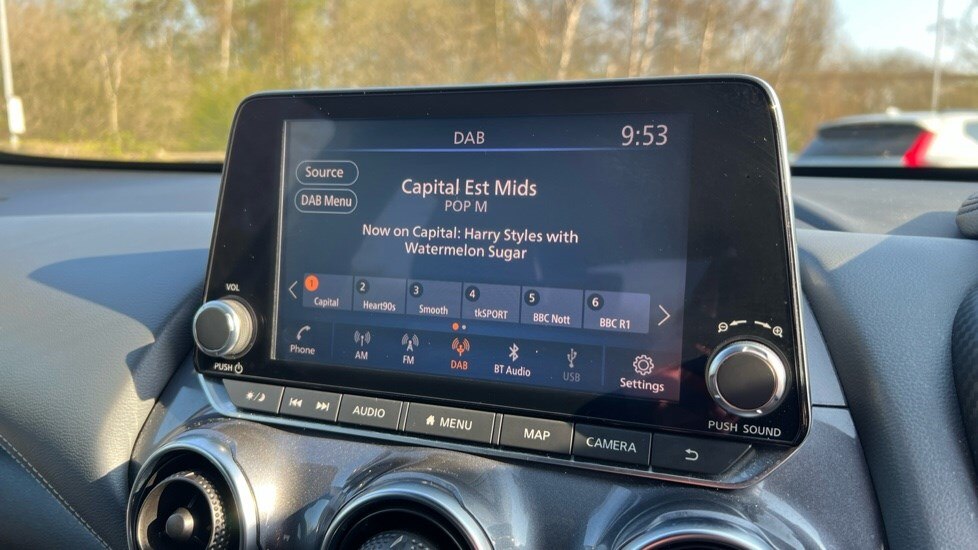 DAB
9:53
Source
DAB Menu
Capital Est Mids
POP M
Now on Capital: Harry Styles with
Watermelon Sugar
1 Capital
2 Heart90s
3 Smooth
4 tkSPORT
5 BBC Nott
6 BBC R1
Phone
AM
FM
DAB
BT Audio
USB
Settings
VOL
PUSH
PUSH SOUND
AUDIO
MENU
MAP
CAMERA